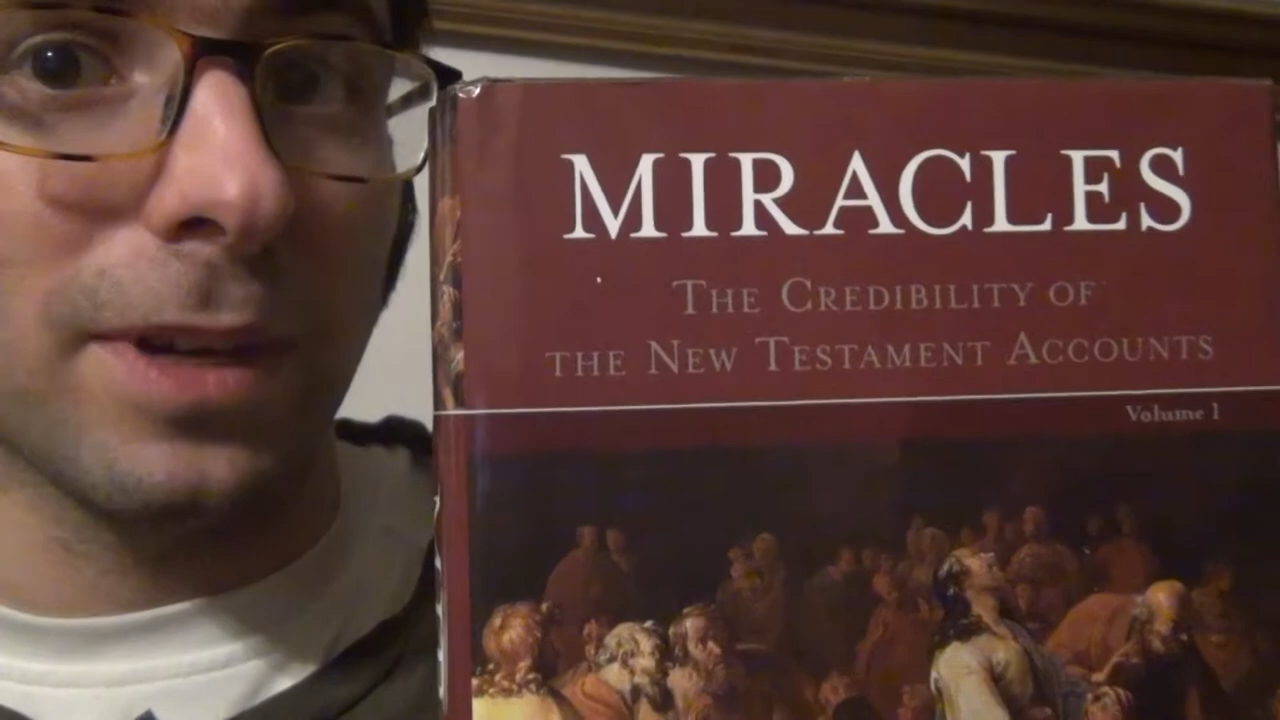 MIRACLES
THE CREDIBILITY OF
THE NEW TESTAMENT ACCOUNTS
Volume 1